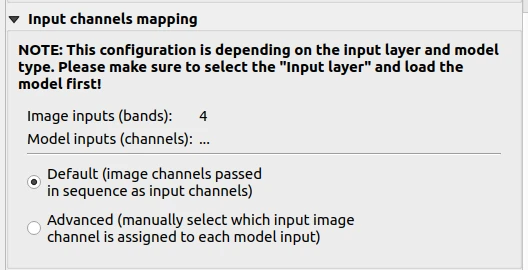 Input channels mapping
NOTE: This configuration is depending on the input layer and model
type. Please make sure to select the "Input layer" and load the
model first!
Image inputs (bands): 4
Model inputs (channels): ...
Default (image channels passed
in sequence as input channels)
Advanced (manually select which input image
channel is assigned to each model input)